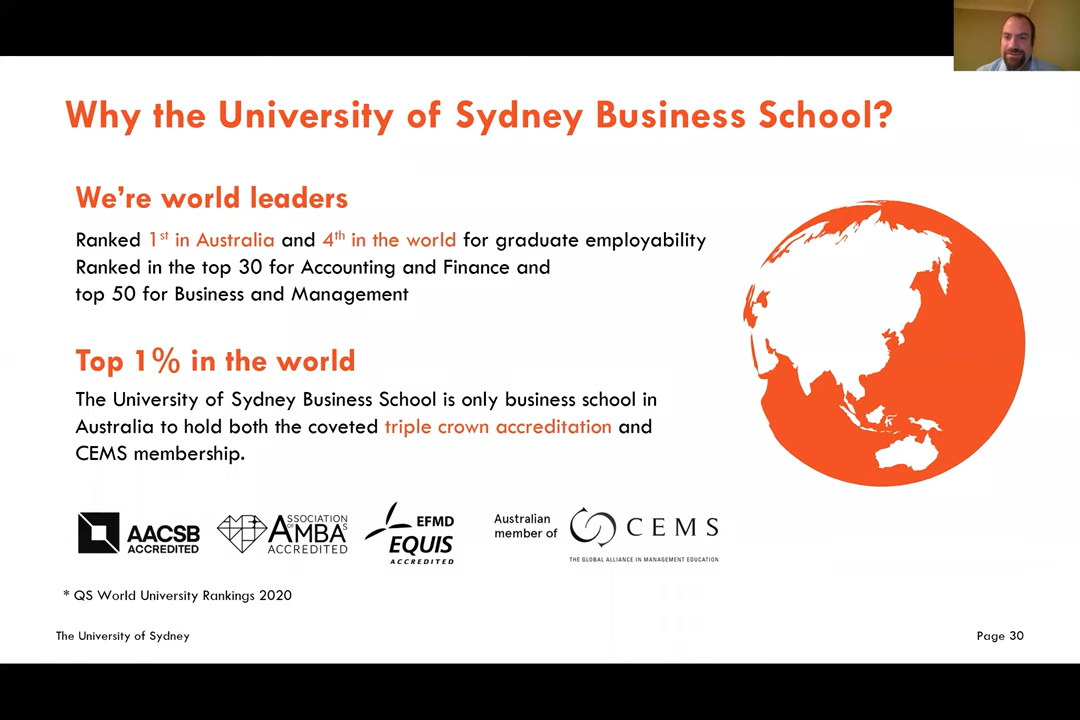 Why the University of Sydney Business School?
We're world leaders
Ranked 1st in Australia and 4th in the world for graduate employability
Ranked in the top 30 for Accounting and Finance and
top 50 for Business and Management
Top 1% in the world
The University of Sydney Business School is only business school in
Australia to hold both the coveted triple crown accreditation and
CEMS membership.
AACSB
ACCREDITED
ASSOCIATION
OF
AMBAS
ACCREDITED
EFMD
EQUIS
ACCREDITED
Australian
member of
CEMS
THE GLOBAL ALLIANCE IN MANAGEMENT EDUCATION
* QS World University Rankings 2020
The University of Sydney
Page 30